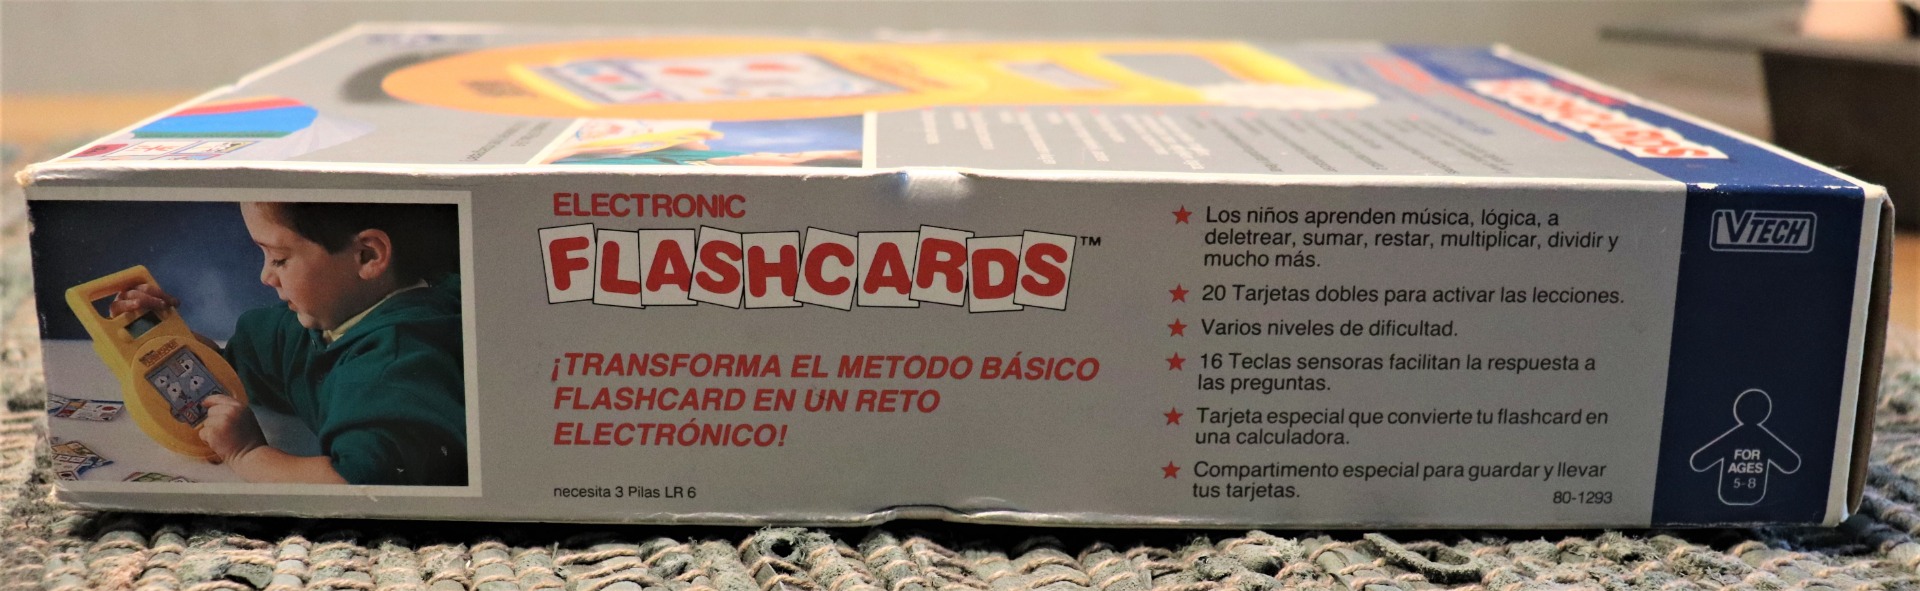 ELECTRONIC
FLASHCARDS™
¡TRANSFORMA EL METODO BÁSICO
FLASHCARD EN UN RETO
ELECTRÓNICO!
necesita 3 Pilas LR 6
★ Los niños aprenden música, lógica, a
deletrear, sumar, restar, multiplicar, dividir y
mucho más.
★ 20 Tarjetas dobles para activar las lecciones.
★ Varios niveles de dificultad.
★ 16 Teclas sensoras facilitan la respuesta a
las preguntas.
★ Tarjeta especial que convierte tu flashcard en
una calculadora.
★ Compartimento especial para guardar y llevar
tus tarjetas.
80-1293
VTECH
FOR
AGES
5-8